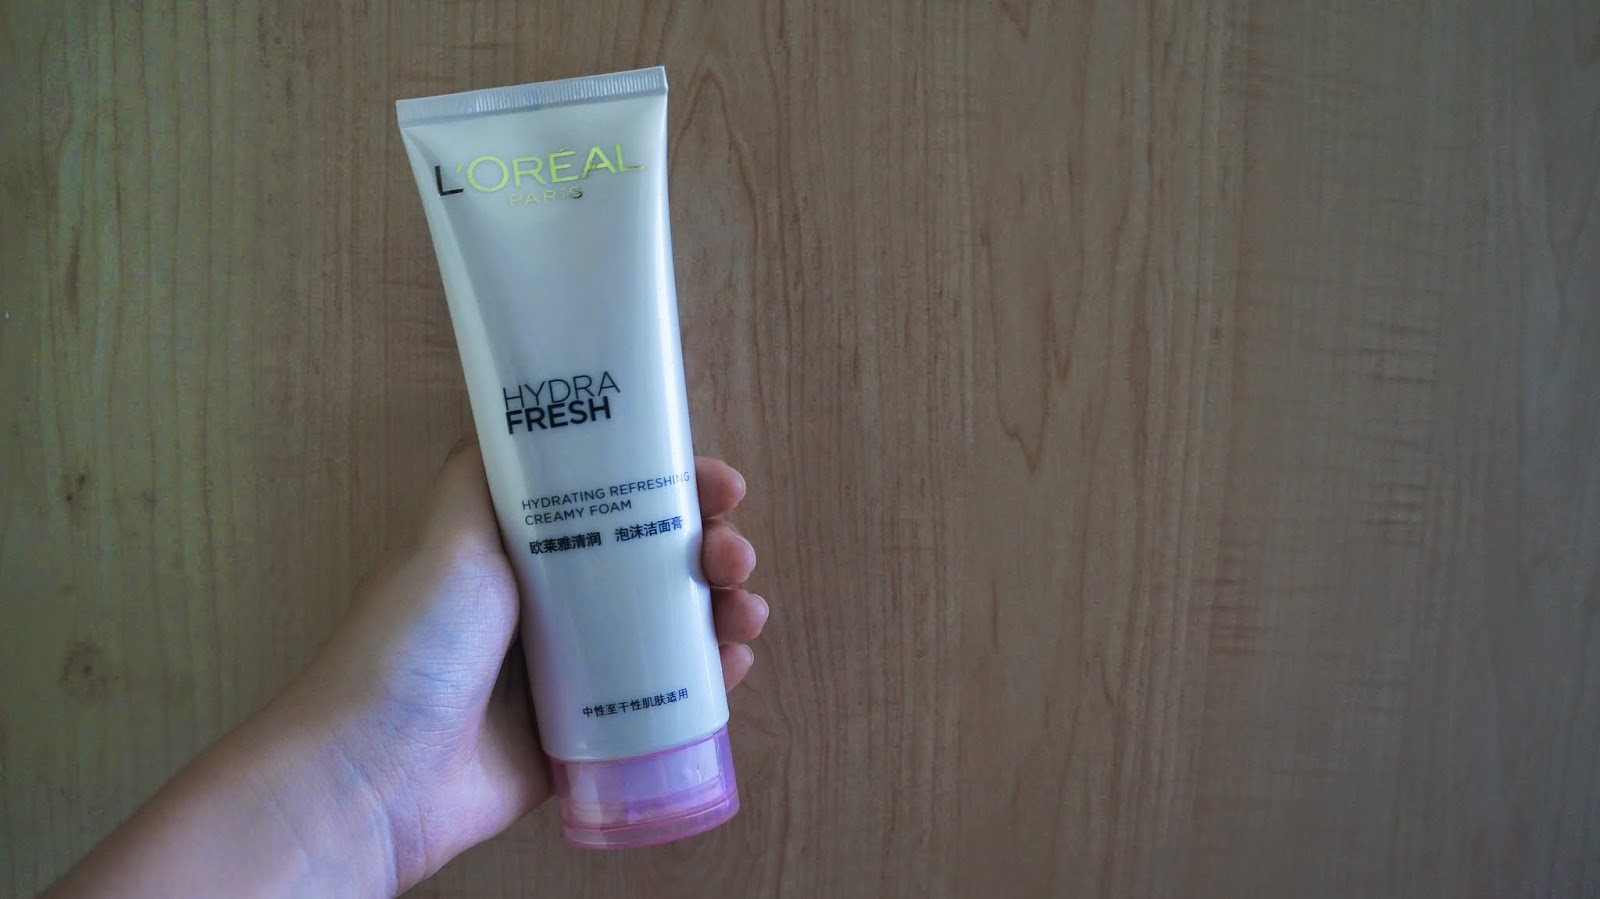 L'ORÉAL
PARIS
HYDRA
FRESH
HYDRATING REFRESHING
CREAMY FOAM
欧莱雅清润 泡沫洁面膏
中性至干性肌肤适用